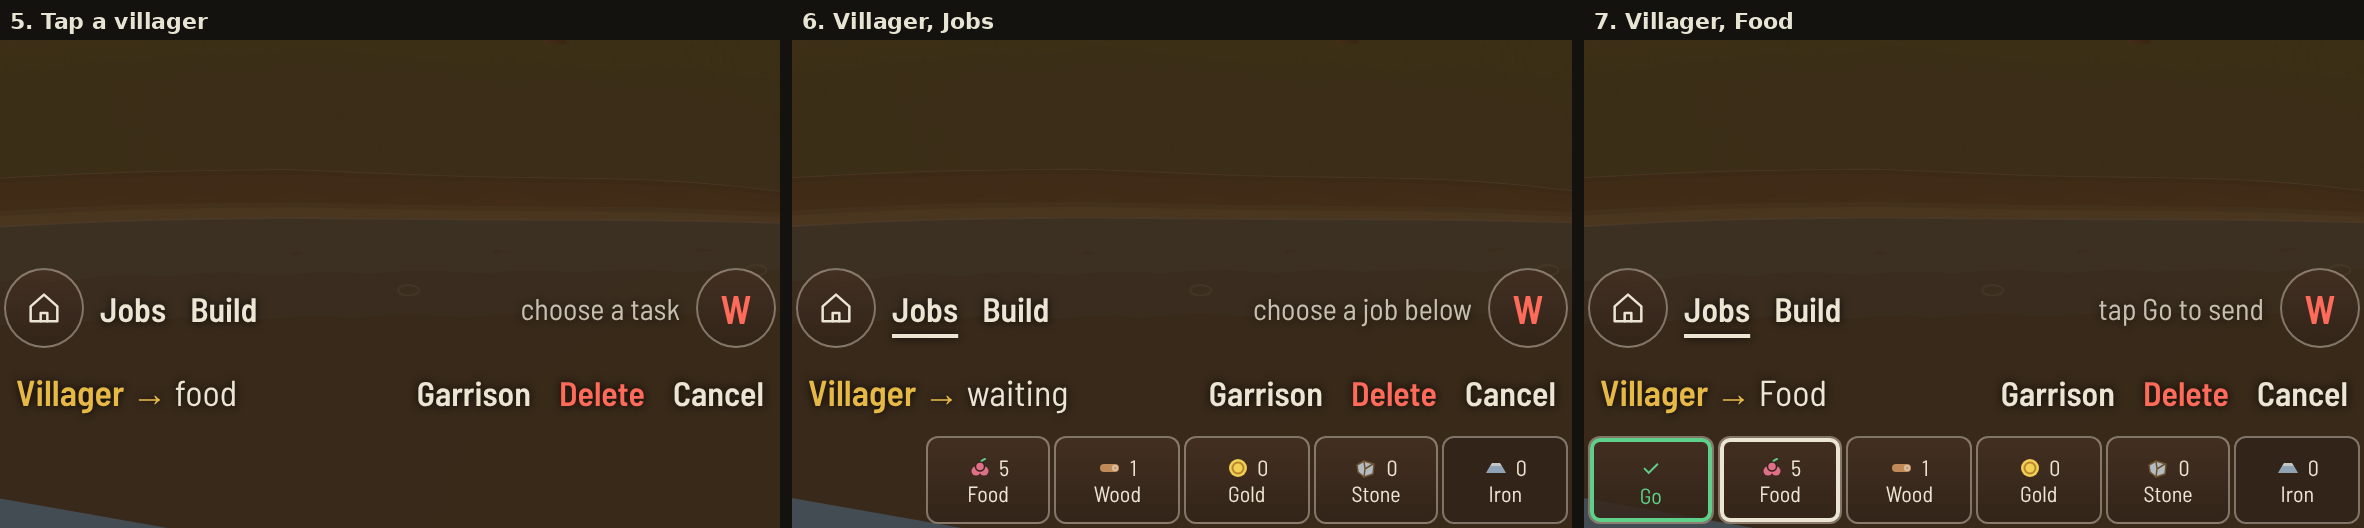 5. Tap a villager
Jobs Build choose a task W
Villager → food Garrison Delete Cancel
6. Villager, Jobs
Jobs Build choose a job below W
Villager → waiting Garrison Delete Cancel
5 1 0 0 0
Food Wood Gold Stone Iron
7. Villager, Food
Jobs Build tap Go to send W
Villager → Food Garrison Delete Cancel
✓ 5 1 0 0 0
Go Food Wood Gold Stone Iron